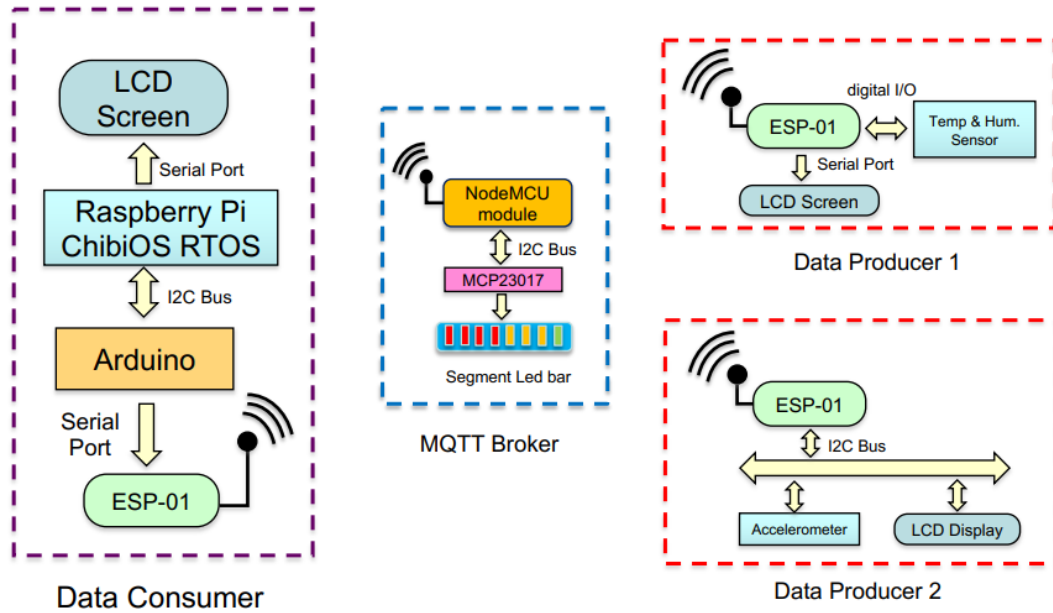 LCD
Screen
Serial Port
Raspberry Pi
ChibiOS RTOS
I2C Bus
Arduino
Serial
Port
ESP-01
Data Consumer
NodeMCU
module
I2C Bus
MCP23017
Segment Led bar
MQTT Broker
digital I/O
ESP-01
Temp & Hum.
Sensor
Serial Port
LCD Screen
Data Producer 1
ESP-01
I2C Bus
Accelerometer
LCD Display
Data Producer 2